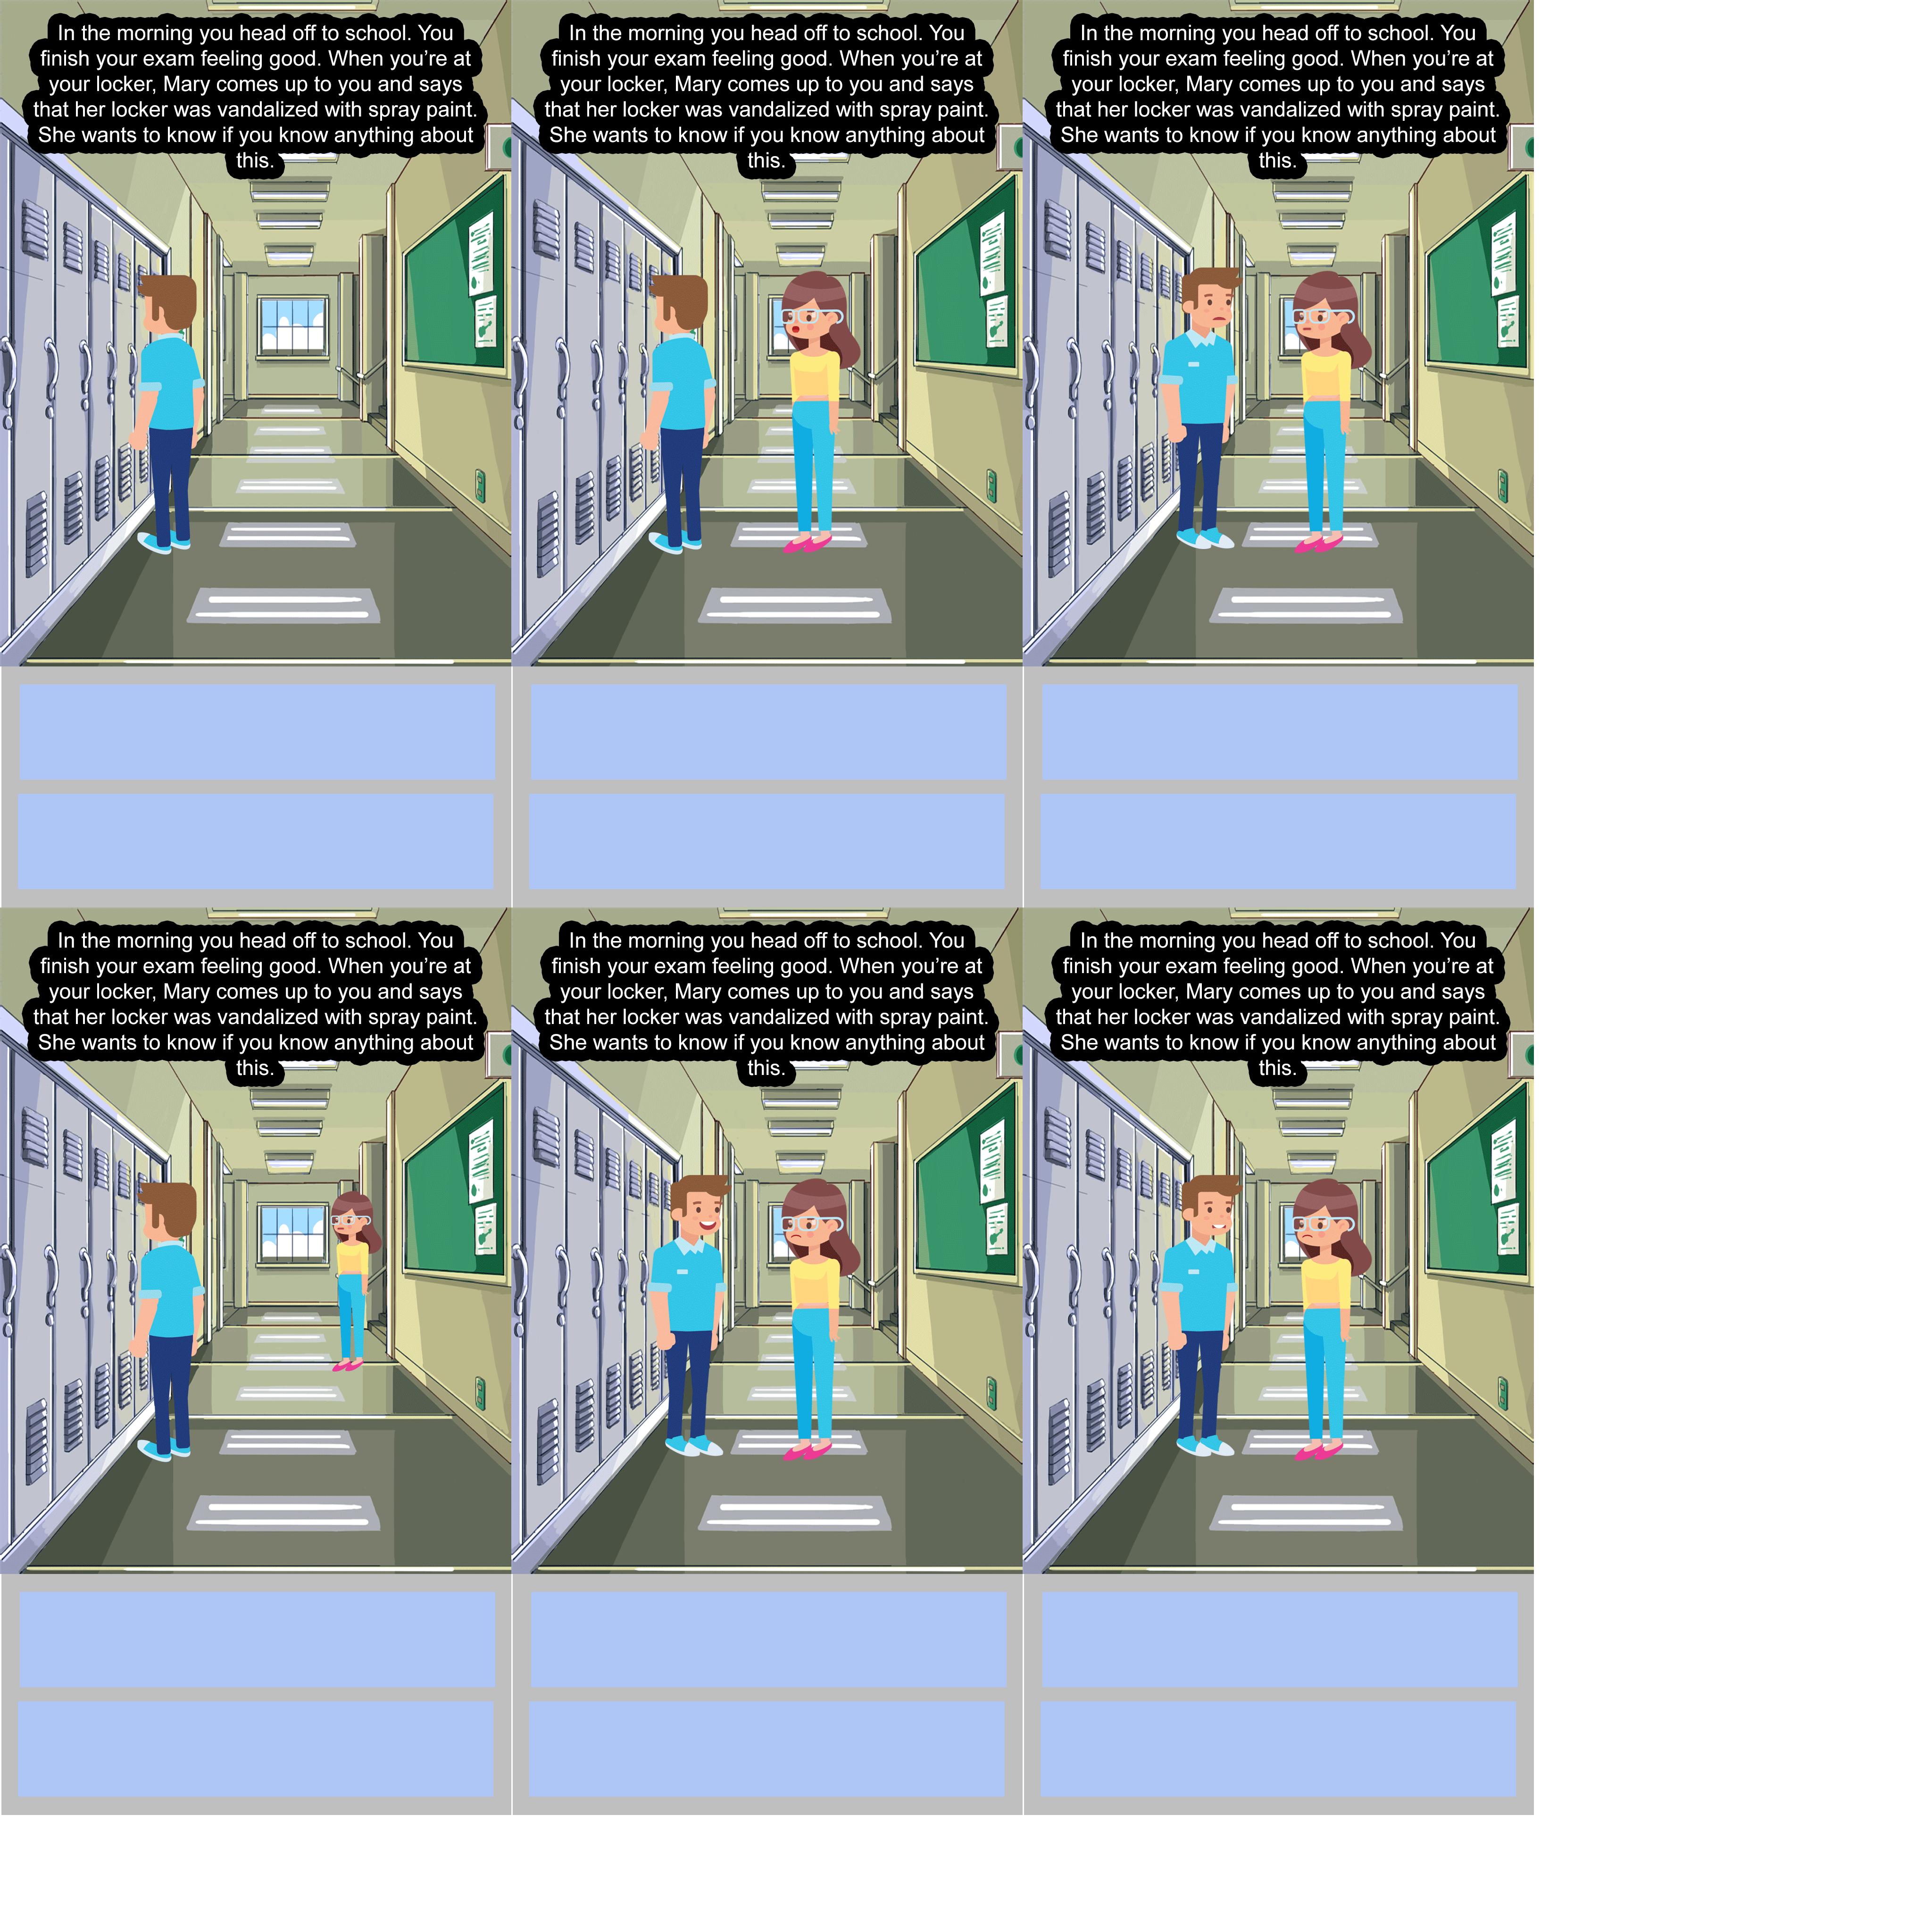 In the morning you head off to school. You
finish your exam feeling good. When you’re at
your locker, Mary comes up to you and says
that her locker was vandalized with spray paint.
She wants to know if you know anything about
this.
In the morning you head off to school. You
finish your exam feeling good. When you’re at
your locker, Mary comes up to you and says
that her locker was vandalized with spray paint.
She wants to know if you know anything about
this.
In the morning you head off to school. You
finish your exam feeling good. When you’re at
your locker, Mary comes up to you and says
that her locker was vandalized with spray paint.
She wants to know if you know anything about
this.
In the morning you head off to school. You
finish your exam feeling good. When you’re at
your locker, Mary comes up to you and says
that her locker was vandalized with spray paint.
She wants to know if you know anything about
this.
In the morning you head off to school. You
finish your exam feeling good. When you’re at
your locker, Mary comes up to you and says
that her locker was vandalized with spray paint.
She wants to know if you know anything about
this.
In the morning you head off to school. You
finish your exam feeling good. When you’re at
your locker, Mary comes up to you and says
that her locker was vandalized with spray paint.
She wants to know if you know anything about
this.